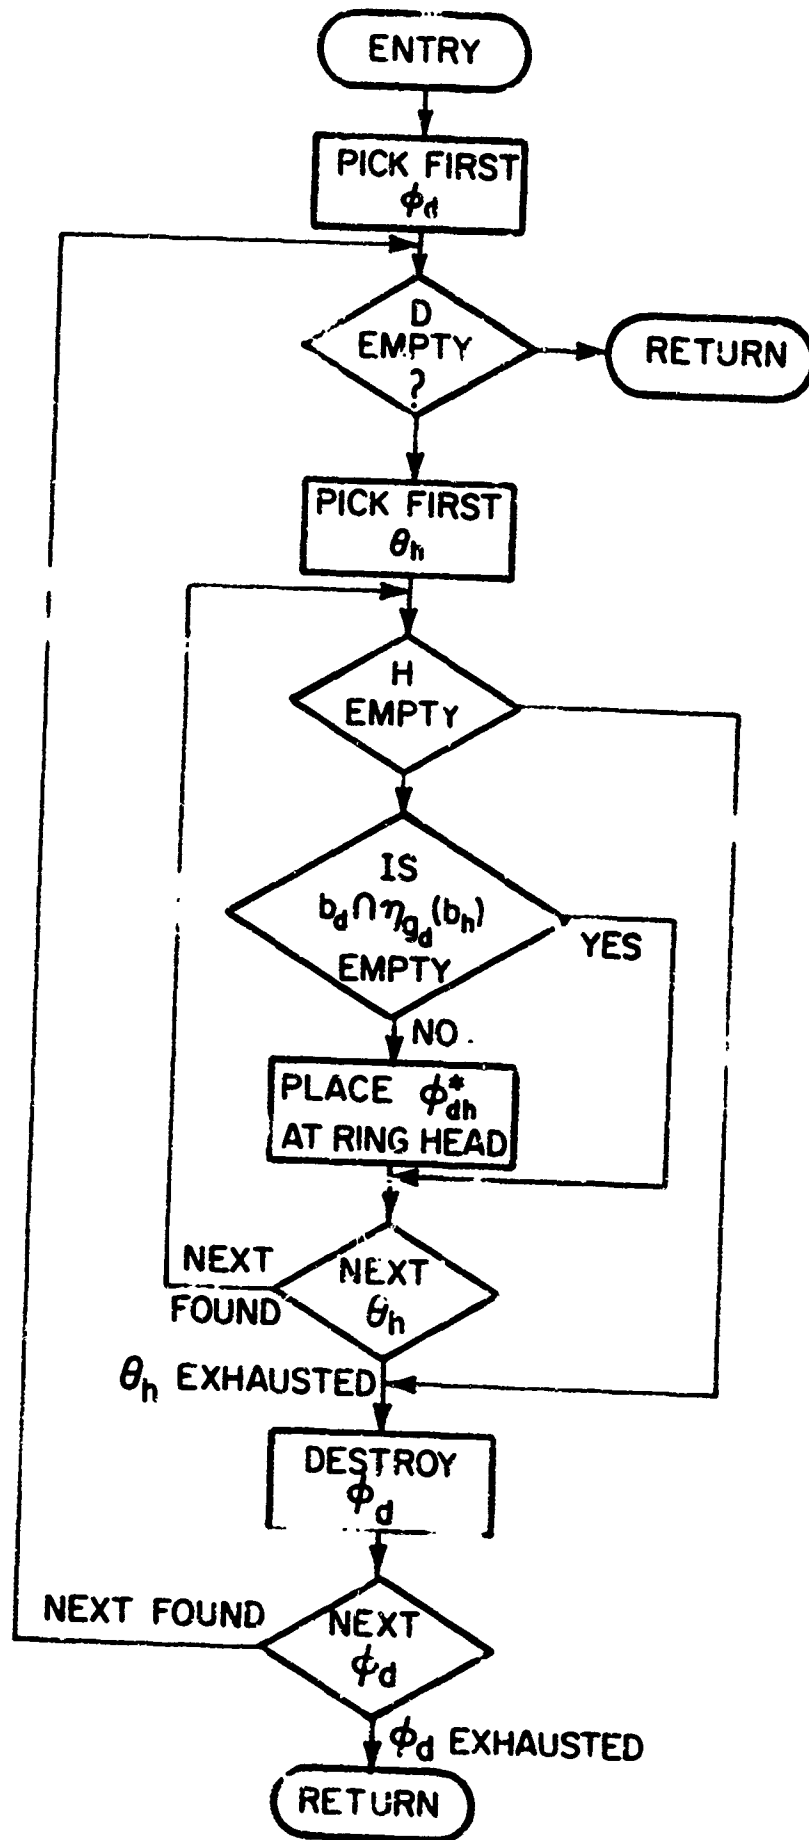 ENTRY
PICK FIRST
ϕd
D
EMPTY
?
RETURN
PICK FIRST
θh
H
EMPTY
IS
bd∩ηgd(bh)
EMPTY
YES
NO.
PLACE ϕ*dh
AT RING HEAD
NEXT
FOUND
NEXT
θh
θh EXHAUSTED
DESTROY
ϕd
NEXT FOUND
NEXT
ϕd
ϕd EXHAUSTED
RETURN